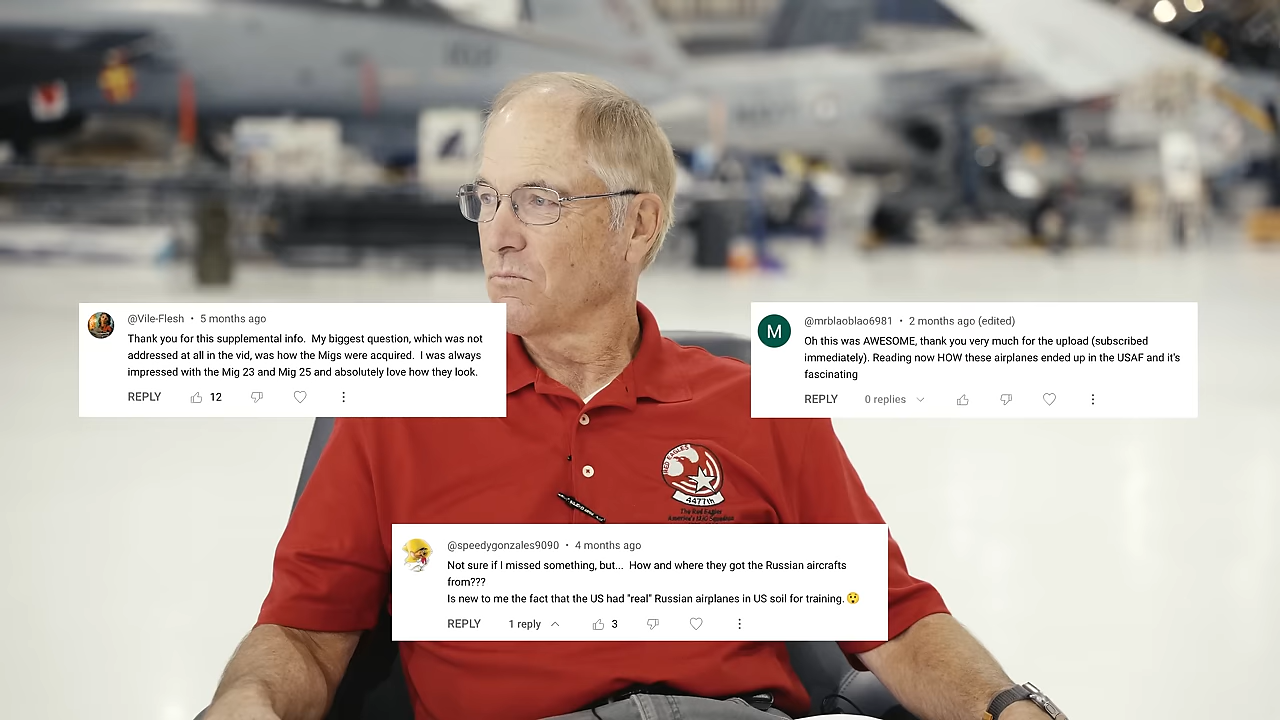 @Vile-Flesh • 5 months ago
Thank you for this supplemental info. My biggest question, which was not
addressed at all in the vid, was how the Migs were acquired. I was always
impressed with the Mig 23 and Mig 25 and absolutely love how they look.
REPLY 12
M
@mrblaoblao6981 • 2 months ago (edited)
Oh this was AWESOME, thank you very much for the upload (subscribed
immediately). Reading now HOW these airplanes ended up in the USAF and it's
fascinating
REPLY 0 replies
RED EAGLES
4477th
The Red Eagles
America's MiG Squadron
@speedygonzales9090 • 4 months ago
Not sure if I missed something, but... How and where they got the Russian aircrafts
from???
Is new to me the fact that the US had "real" Russian airplanes in US soil for training.😲
REPLY 1 reply 3